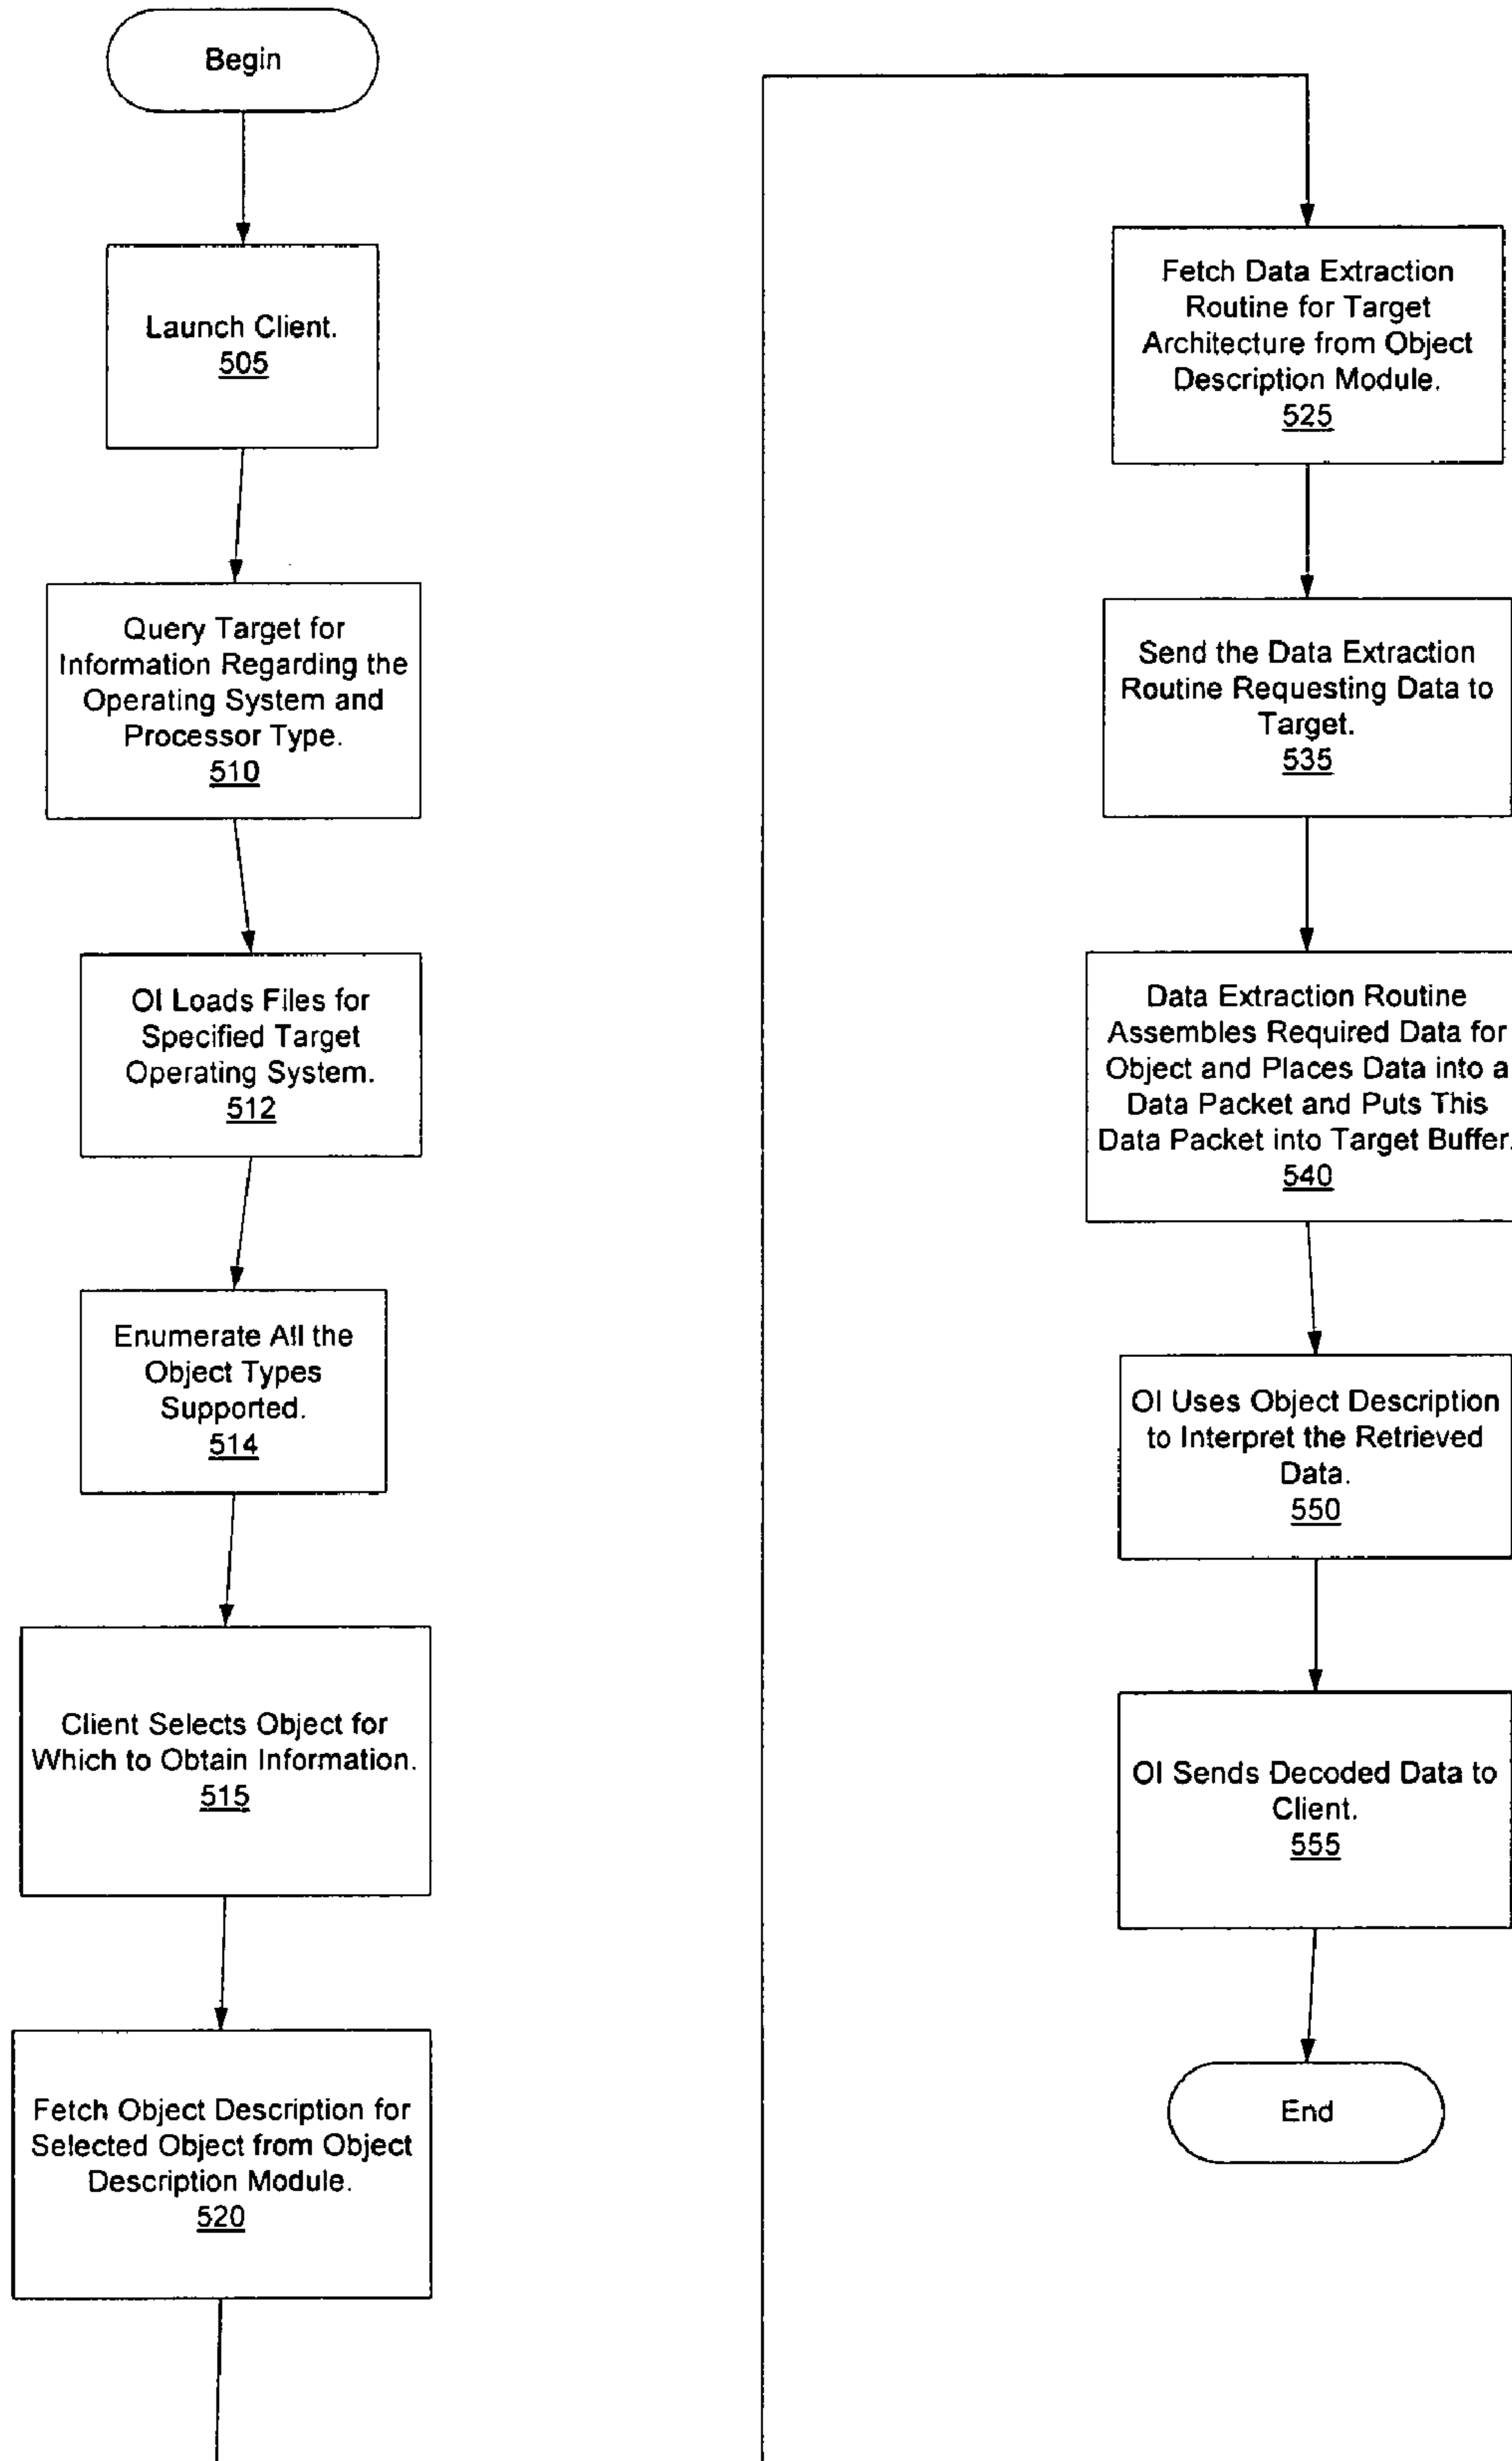 Begin
Launch Client.
505
Query Target for
Information Regarding the
Operating System and
Processor Type.
510
OI Loads Files for
Specified Target
Operating System.
512
Enumerate All the
Object Types
Supported.
514
Client Selects Object for
Which to Obtain Information.
515
Fetch Object Description for
Selected Object from Object
Description Module.
520
Fetch Data Extraction
Routine for Target
Architecture from Object
Description Module.
525
Send the Data Extraction
Routine Requesting Data to
Target.
535
Data Extraction Routine
Assembles Required Data for
Object and Places Data into a
Data Packet and Puts This
Data Packet into Target Buffer.
540
OI Uses Object Description
to Interpret the Retrieved
Data.
550
OI Sends Decoded Data to
Client.
555
End